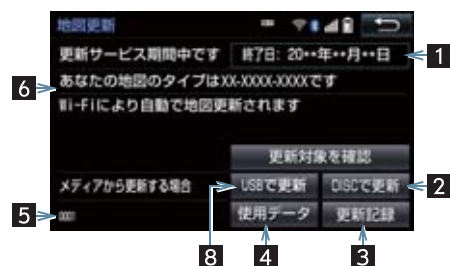 地図更新
更新サービス期間中です 終了日: 20••年••月••日 1
6 あなたの地図のタイプはXX-XXXX-XXXXです
Wi-Fiにより自動で地図更新されます
更新対象を確認
メディアから更新する場合 USBで更新 DISCで更新 2
5 使用データ 更新記録
8 4 3